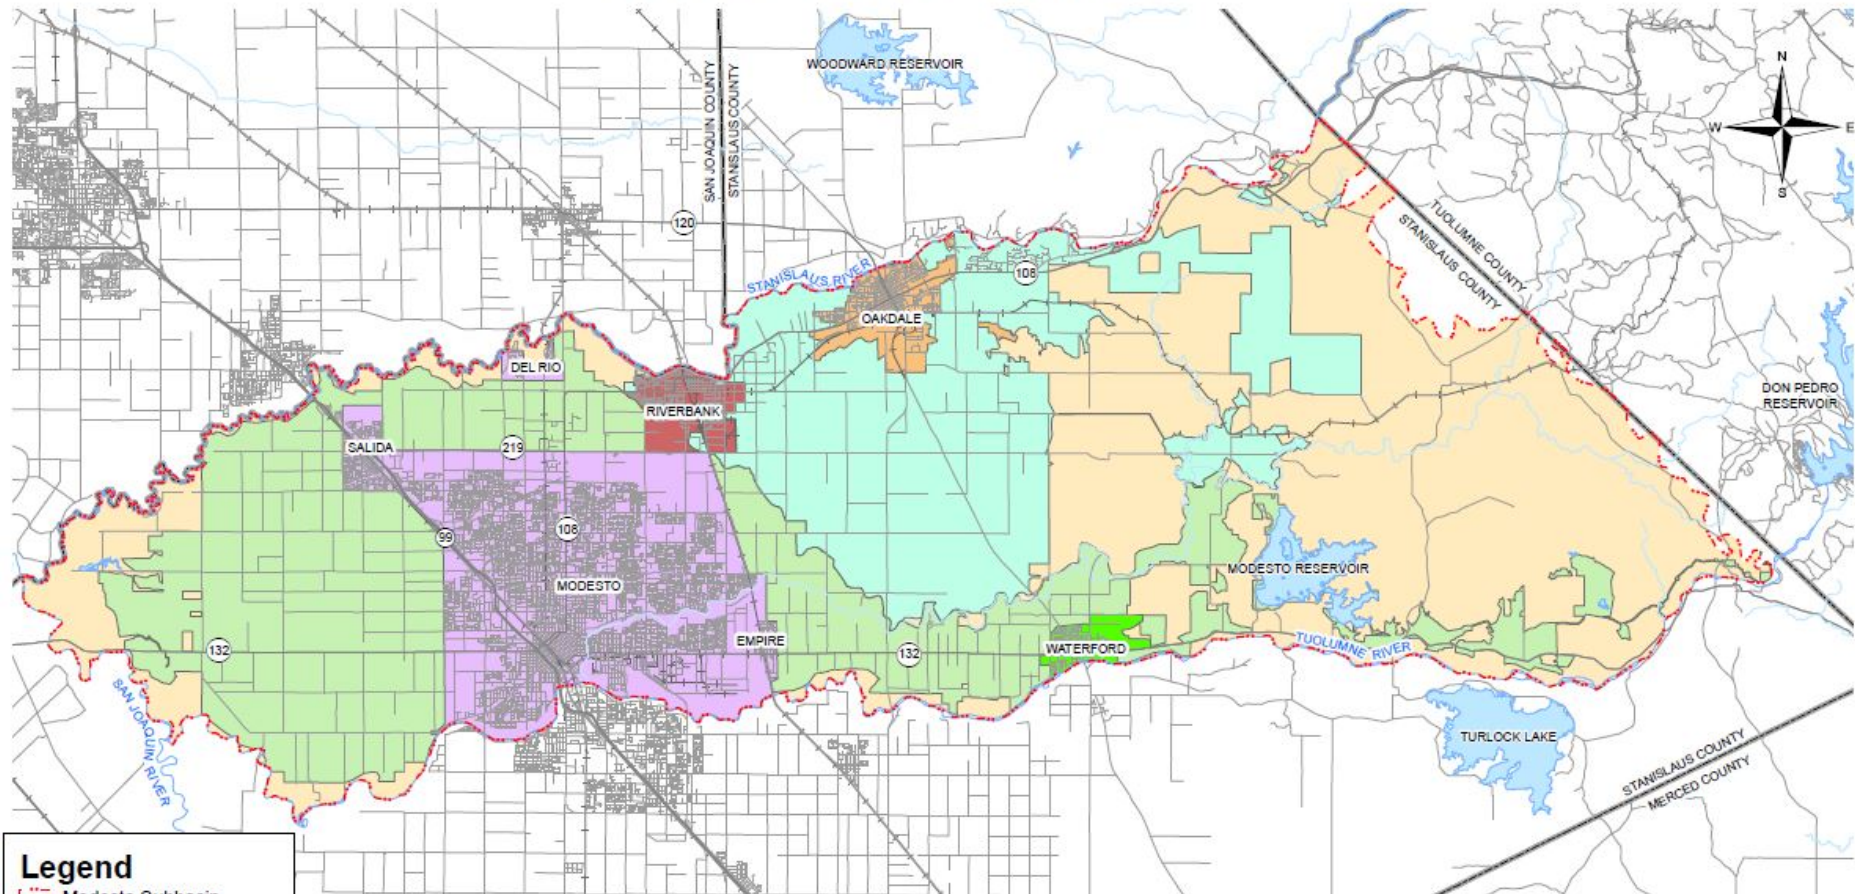 WOODWARD RESERVOIR
SAN JOAQUIN COUNTY
STANISLAUS COUNTY
N
W
E
S
120
TUOLUMNE COUNTY
STANISLAUS COUNTY
STANISLAUS RIVER
108
OAKDALE
DEL RIO
DON PEDRO
RESERVOIR
RIVERBANK
SALIDA
219
99
108
MODESTO RESERVOIR
MODESTO
EMPIRE
132
132
WATERFORD
TUOLUMNE RIVER
SAN JOAQUIN RIVER
TURLOCK LAKE
STANISLAUS COUNTY
MERCED COUNTY
Legend
Modesto Subbasin